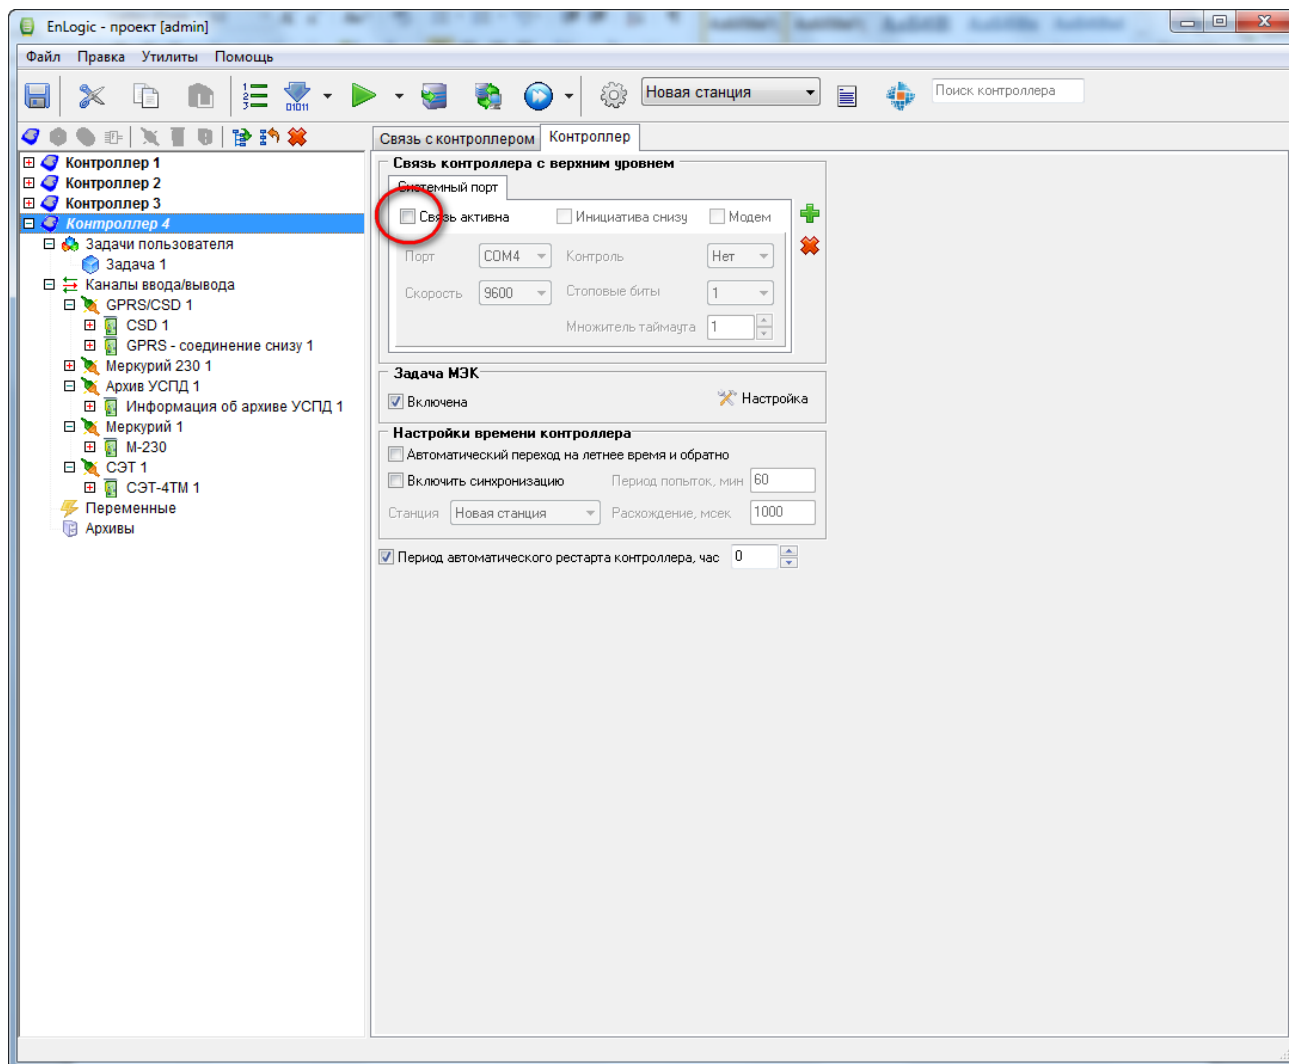 EnLogic - проект [admin]
Файл Правка Утилиты Помощь
1 2 3 01011 Новая станция Поиск контроллера
Связь с контроллером Контроллер
Контроллер 1
Контроллер 2
Контроллер 3
Контроллер 4
Задачи пользователя
Задача 1
Каналы ввода/вывода
GPRS/CSD 1
CSD 1
GPRS - соединение снизу 1
Меркурий 230 1
Архив УСПД 1
Информация об архиве УСПД 1
Меркурий 1
М-230
СЭТ 1
СЭТ-4ТМ 1
Переменные
Архивы
Связь контроллера с верхним уровнем
Системный порт
Связь активна Инициатива снизу Модем
Порт COM4 Контроль Нет
Скорость 9600 Стоповые биты 1
Множитель таймаута 1
Задача МЭК
Включена Настройка
Настройки времени контроллера
Автоматический переход на летнее время и обратно
Включить синхронизацию Период попыток, мин 60
Станция Новая станция Расхождение, мсек 1000
Период автоматического рестарта контроллера, час 0